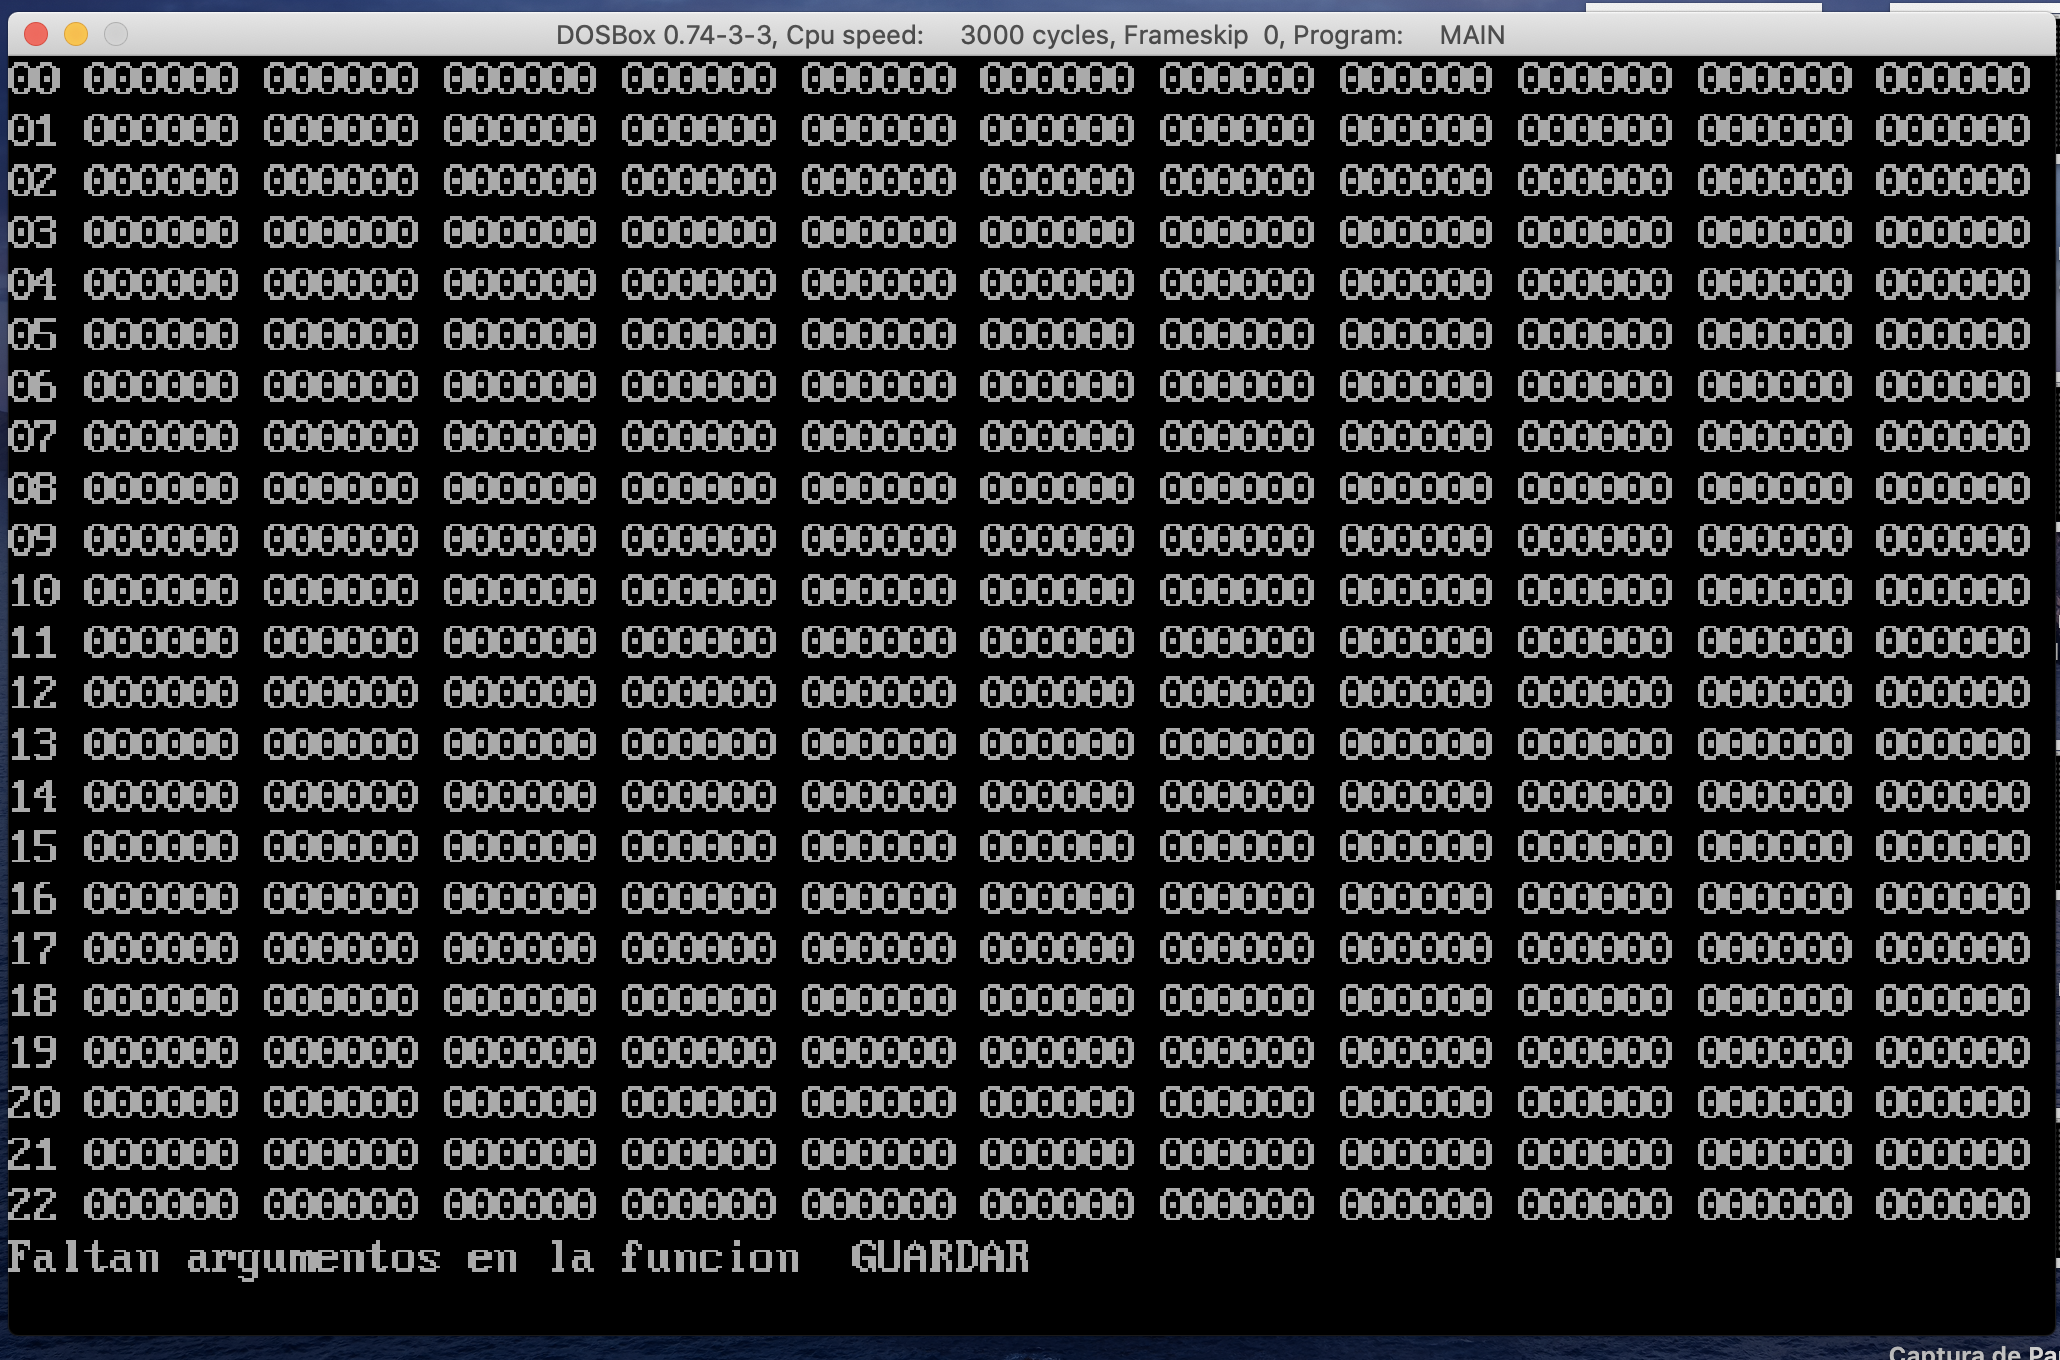 DOSBox 0.74-3-3, Cpu speed: 3000 cycles, Frameskip 0, Program: MAIN
00 000000 000000 000000 000000 000000 000000 000000 000000 000000 000000 000000
01 000000 000000 000000 000000 000000 000000 000000 000000 000000 000000 000000
02 000000 000000 000000 000000 000000 000000 000000 000000 000000 000000 000000
03 000000 000000 000000 000000 000000 000000 000000 000000 000000 000000 000000
04 000000 000000 000000 000000 000000 000000 000000 000000 000000 000000 000000
05 000000 000000 000000 000000 000000 000000 000000 000000 000000 000000 000000
06 000000 000000 000000 000000 000000 000000 000000 000000 000000 000000 000000
07 000000 000000 000000 000000 000000 000000 000000 000000 000000 000000 000000
08 000000 000000 000000 000000 000000 000000 000000 000000 000000 000000 000000
09 000000 000000 000000 000000 000000 000000 000000 000000 000000 000000 000000
10 000000 000000 000000 000000 000000 000000 000000 000000 000000 000000 000000
11 000000 000000 000000 000000 000000 000000 000000 000000 000000 000000 000000
12 000000 000000 000000 000000 000000 000000 000000 000000 000000 000000 000000
13 000000 000000 000000 000000 000000 000000 000000 000000 000000 000000 000000
14 000000 000000 000000 000000 000000 000000 000000 000000 000000 000000 000000
15 000000 000000 000000 000000 000000 000000 000000 000000 000000 000000 000000
16 000000 000000 000000 000000 000000 000000 000000 000000 000000 000000 000000
17 000000 000000 000000 000000 000000 000000 000000 000000 000000 000000 000000
18 000000 000000 000000 000000 000000 000000 000000 000000 000000 000000 000000
19 000000 000000 000000 000000 000000 000000 000000 000000 000000 000000 000000
20 000000 000000 000000 000000 000000 000000 000000 000000 000000 000000 000000
21 000000 000000 000000 000000 000000 000000 000000 000000 000000 000000 000000
22 000000 000000 000000 000000 000000 000000 000000 000000 000000 000000 000000
Faltan argumentos en la funcion GUARDAR
Captura de